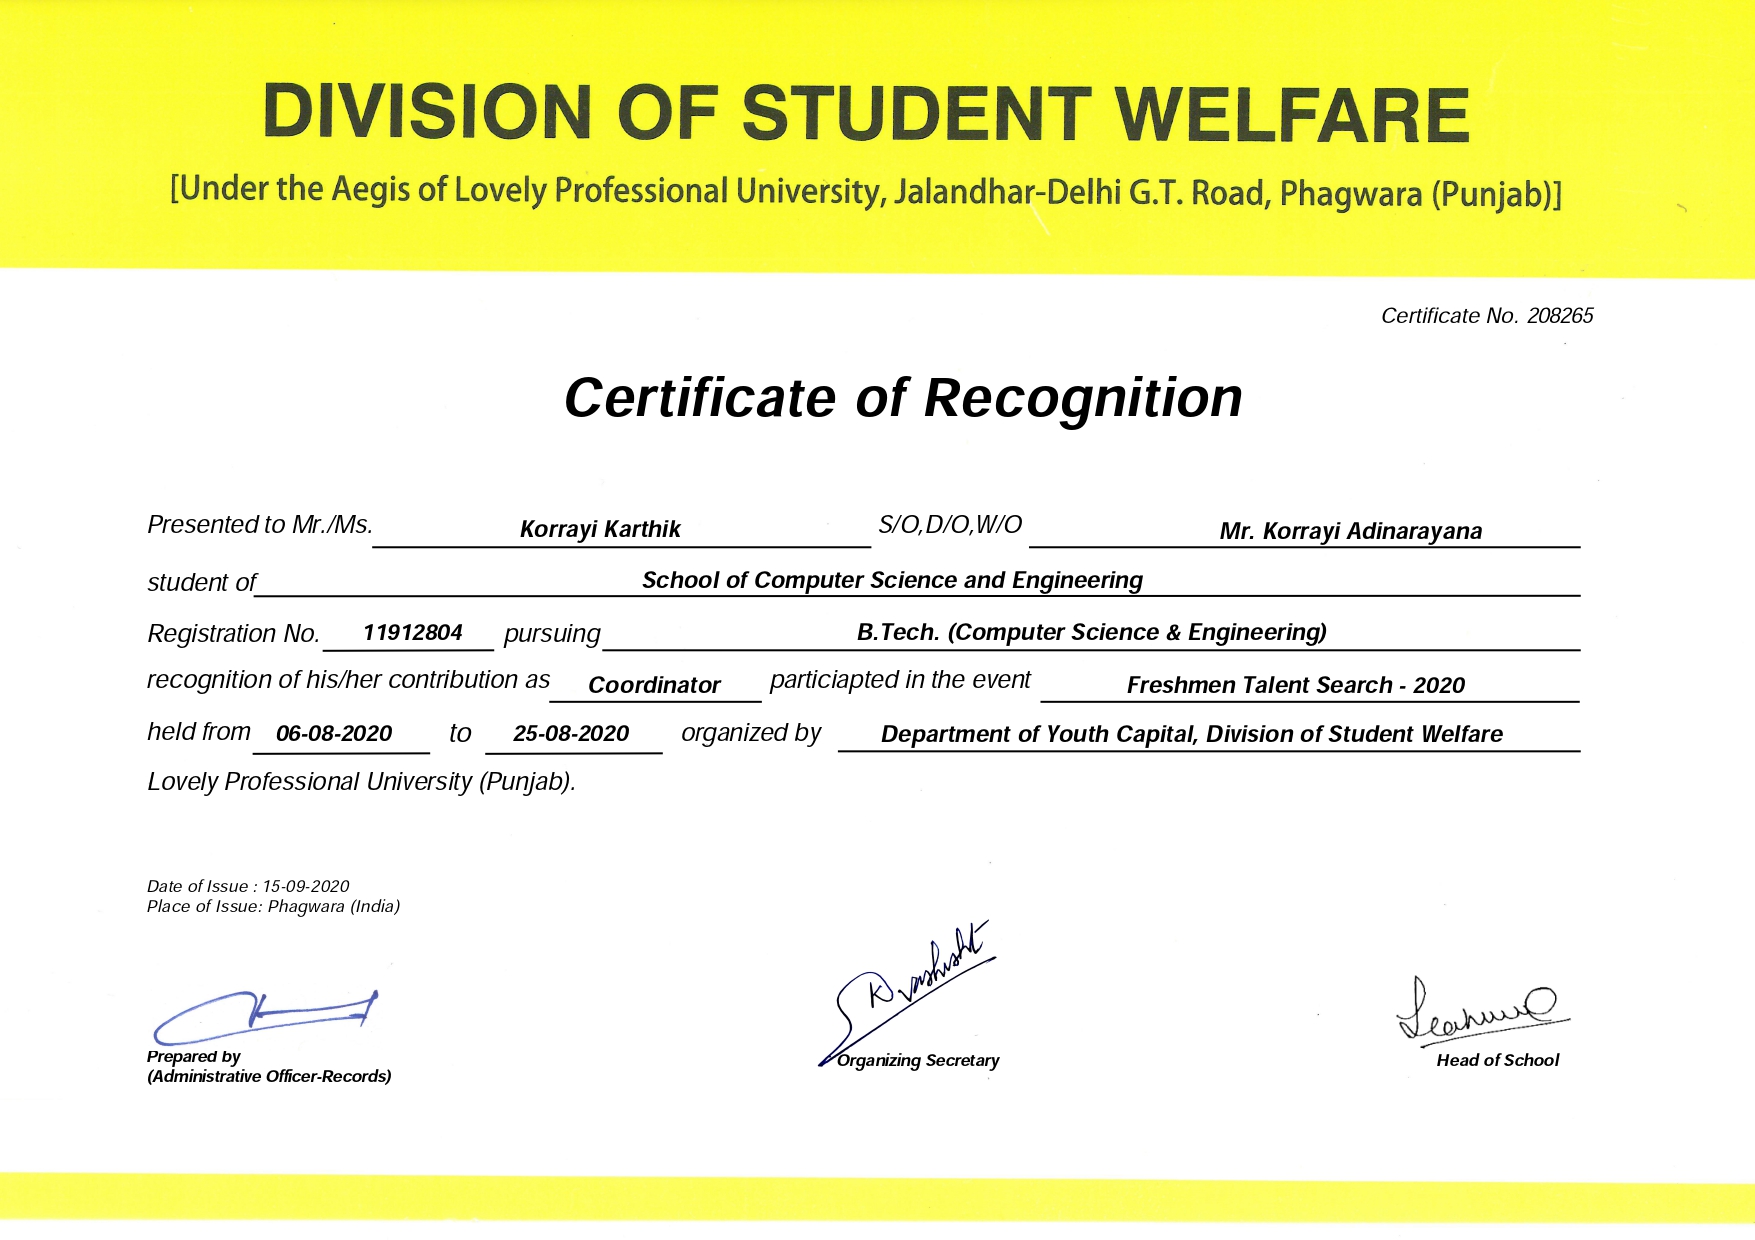 DIVISION OF STUDENT WELFARE
[Under the Aegis of Lovely Professional University, Jalandhar-Delhi G.T. Road, Phagwara (Punjab)]
Certificate No. 208265
Certificate of Recognition
Presented to Mr./Ms. Korrayi Karthik S/O,D/O,W/O Mr. Korrayi Adinarayana
student of School of Computer Science and Engineering
Registration No. 11912804 pursuing B.Tech. (Computer Science & Engineering)
recognition of his/her contribution as Coordinator particiapted in the event Freshmen Talent Search - 2020
held from 06-08-2020 to 25-08-2020 organized by Department of Youth Capital, Division of Student Welfare
Lovely Professional University (Punjab).
Date of Issue : 15-09-2020
Place of Issue: Phagwara (India)
Prepared by
(Administrative Officer-Records)
Organizing Secretary
Head of School